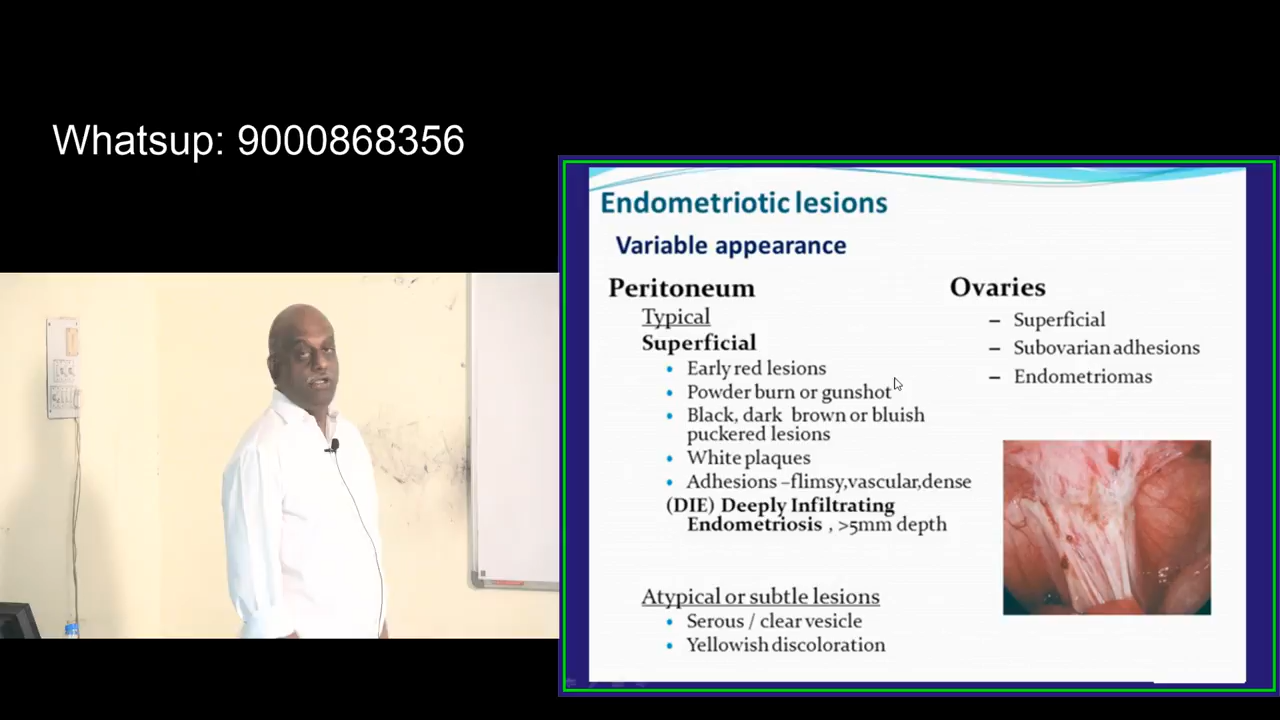 Whatsup: 9000868356
Endometriotic lesions
Variable appearance
Peritoneum
Typical
Superficial
• Early red lesions
• Powder burn or gunshot
• Black, dark brown or bluish
puckered lesions
• White plaques
• Adhesions –flimsy,vascular,dense
(DIE) Deeply Infiltrating
Endometriosis , >5mm depth
Atypical or subtle lesions
• Serous / clear vesicle
• Yellowish discoloration
Ovaries
– Superficial
– Subovarian adhesions
– Endometriomas